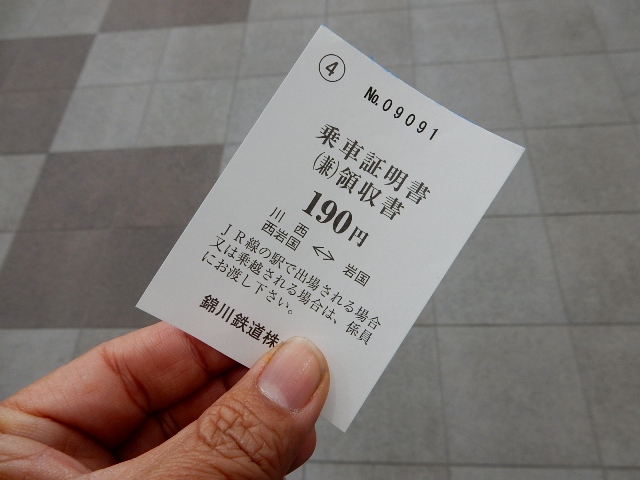 ④
No.09091
乗車証明書
(兼)領収書
190円
川西
西岩国 <=> 岩国
JR線の駅で出場される場合
又は乗越される場合は、係員
にお渡し下さい。
錦川鉄道株